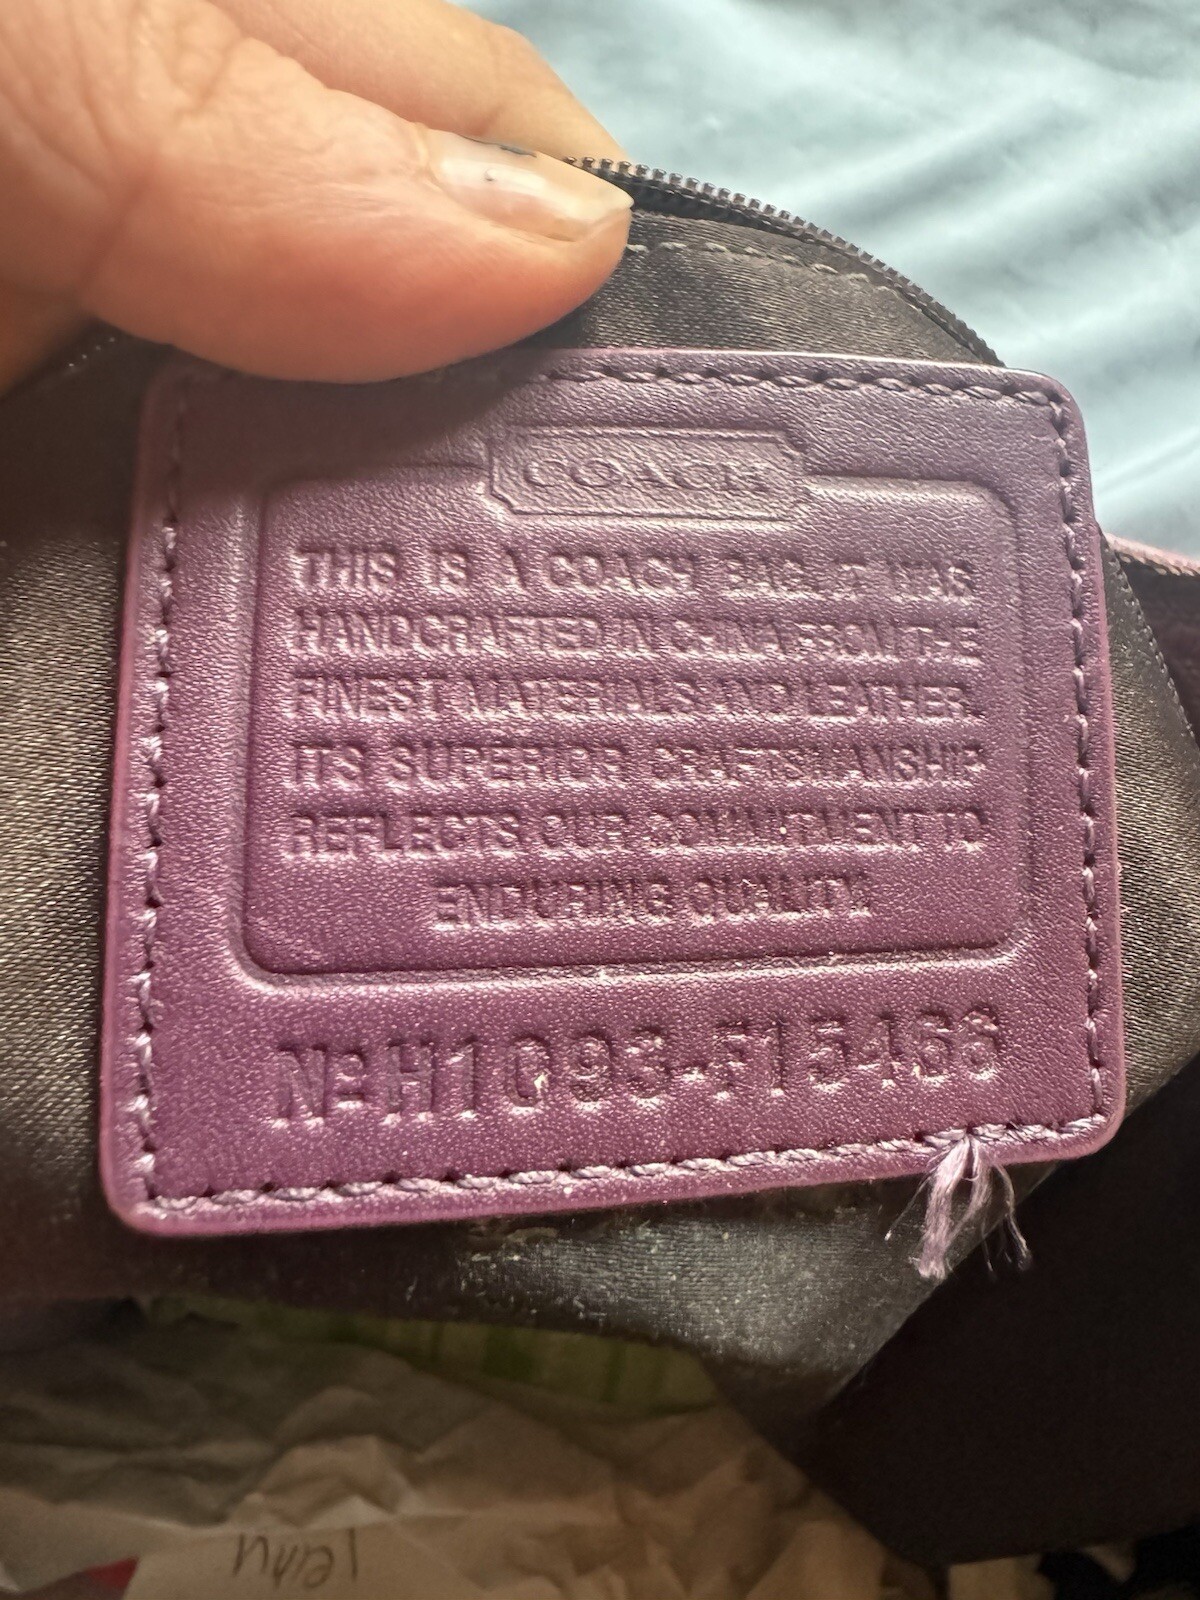 COACH
THIS IS A COACH BAG. IT WAS
HANDCRAFTED IN CHINA FROM THE
FINEST MATERIALS AND LEATHER.
ITS SUPERIOR CRAFTSMANSHIP
REFLECTS OUR COMMITMENT TO
ENDURING QUALITY.
Nº H1093-F15466